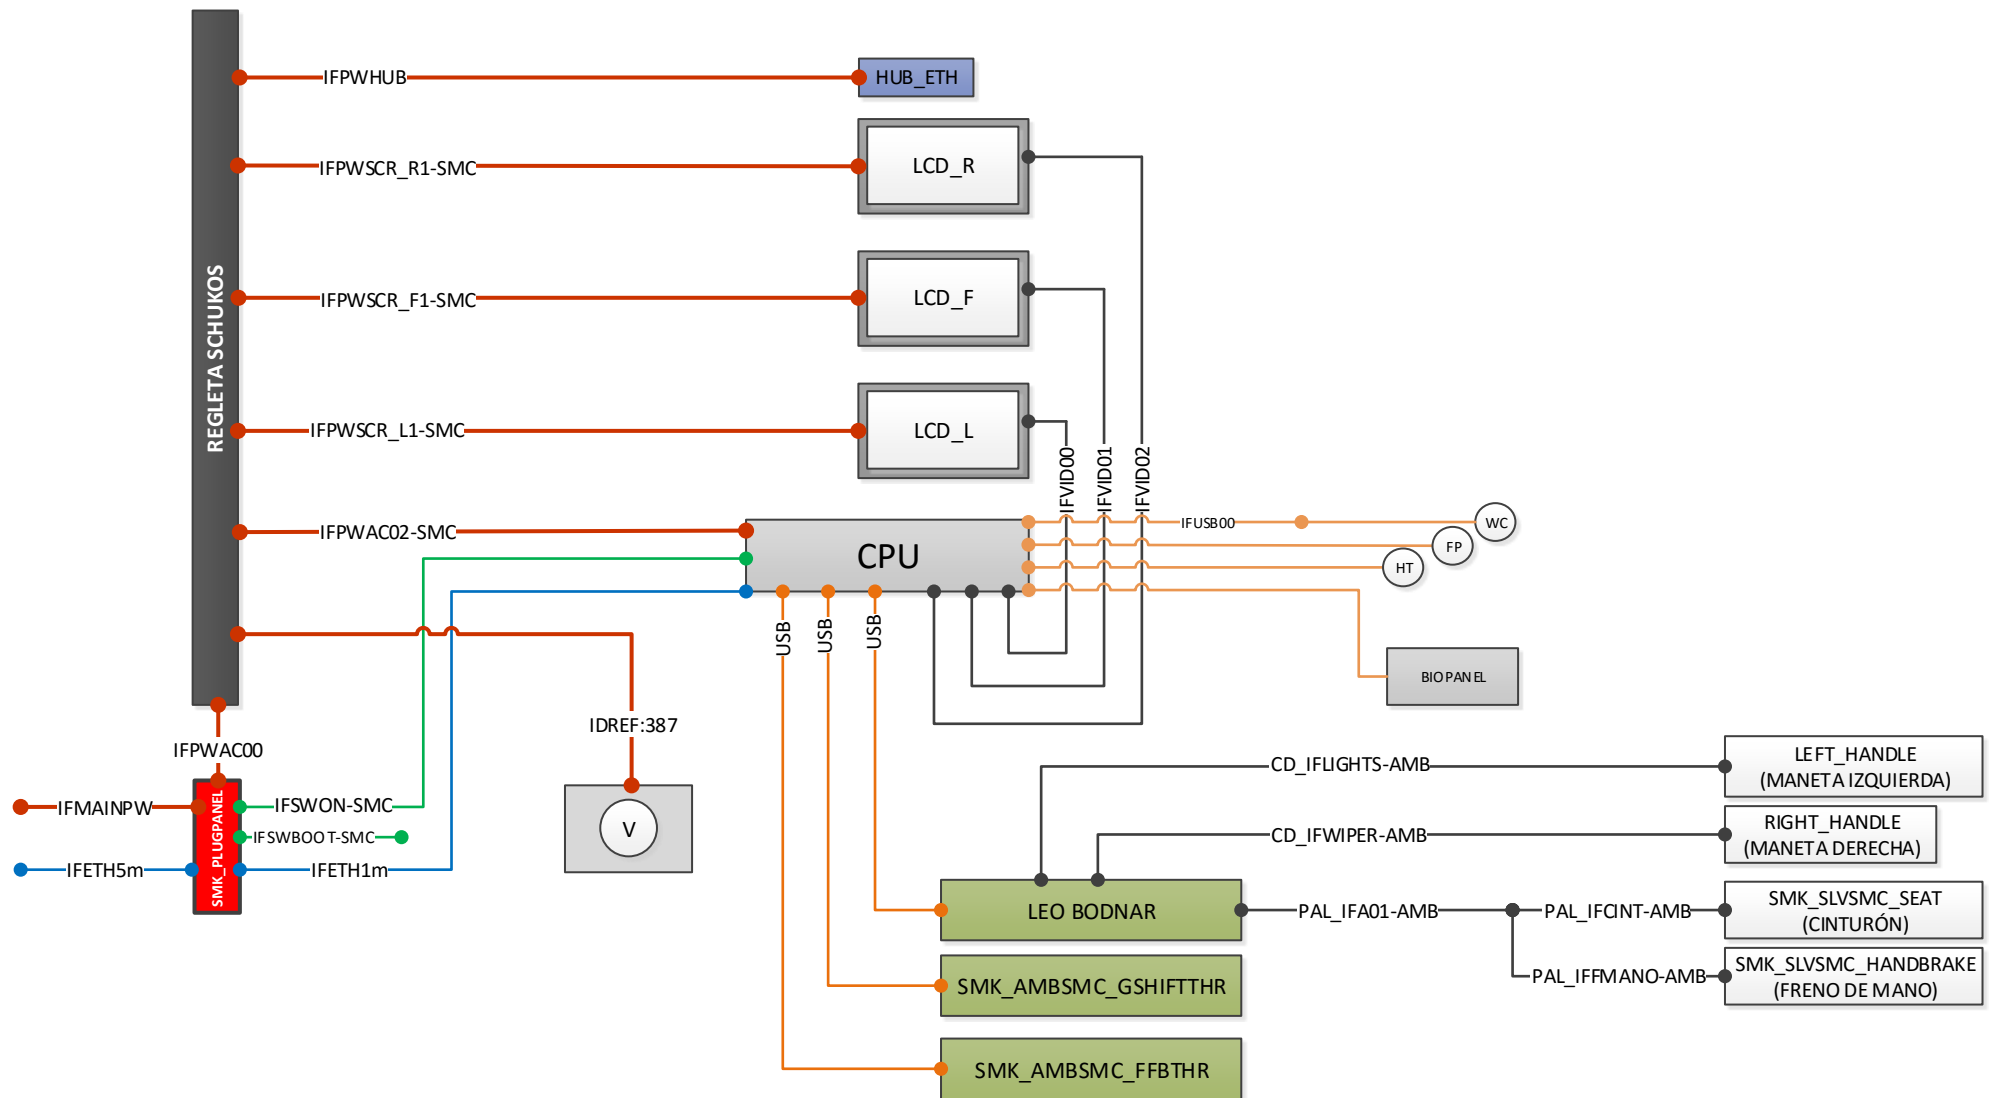 IFPWHUB
HUB_ETH
IFPWSCR_R1-SMC
LCD_R
REGLETA SCHUKOS
IFPWSCR_F1-SMC
LCD_F
IFPWSCR_L1-SMC
LCD_L
IFVID00
IFVID01
IFVID02
IFPWAC02-SMC
CPU
IFUSB00
WC
FP
HT
USB
USB
USB
BIOPANEL
IDREF:387
IFPWAC00
V
SMK_PLUGPANEL
IFMAINPW
IFSWON-SMC
IFSWBOOT-SMC
IFETH5m
IFETH1m
CD_IFLIGHTS-AMB
LEFT_HANDLE
(MANETA IZQUIERDA)
CD_IFWIPER-AMB
RIGHT_HANDLE
(MANETA DERECHA)
LEO BODNAR
PAL_IFA01-AMB
PAL_IFCINT-AMB
SMK_SLVSMC_SEAT
(CINTURÓN)
PAL_IFFMANO-AMB
SMK_SLVSMC_HANDBRAKE
(FRENO DE MANO)
SMK_AMBSMC_GSHIFTTHR
SMK_AMBSMC_FFBTHR